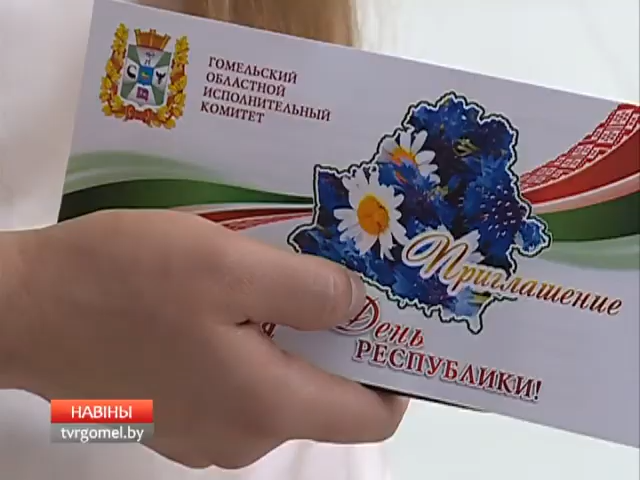 ГОМЕЛЬСКИЙ
ОБЛАСТНОЙ
ИСПОЛНИТЕЛЬНЫЙ
КОМИТЕТ
Приглашение
День
РЕСПУБЛИКИ!
НАВІНЫ
tvrgomel.by